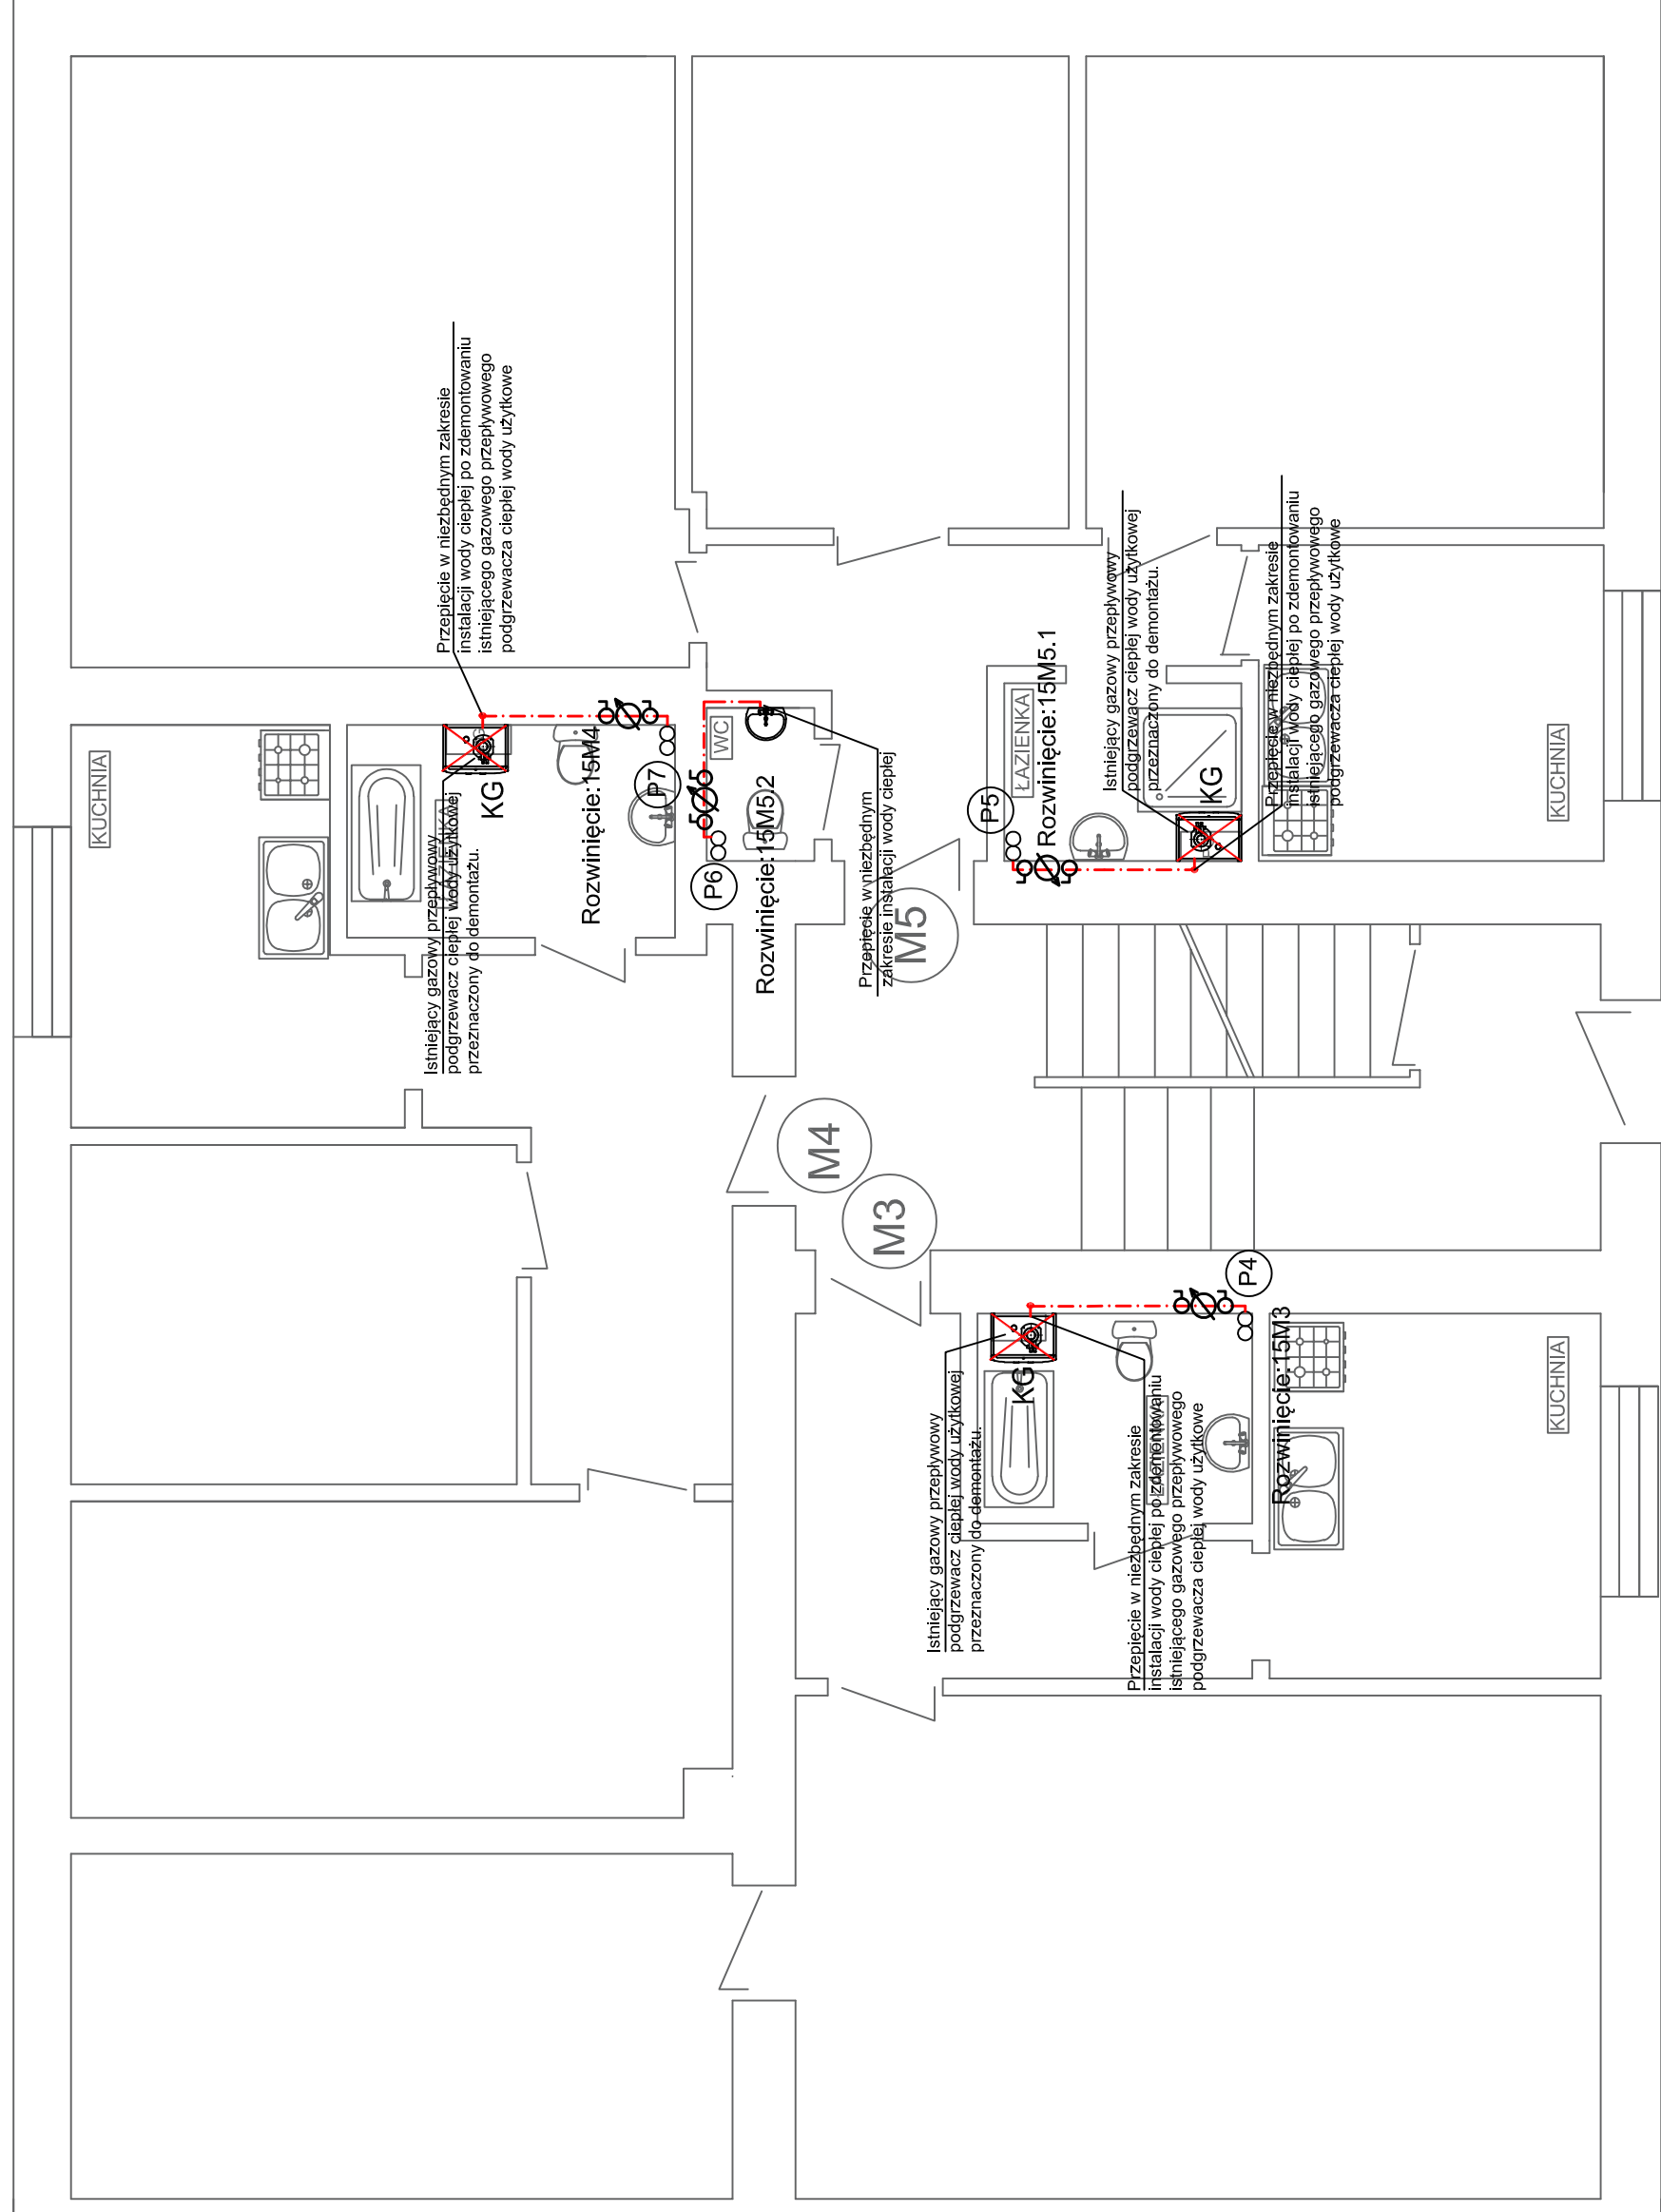 KUCHNIA
Przepięcie w niezbędnym zakresie
instalacji wody ciepłej po zdemontowaniu
istniejącego gazowego przepływowego
podgrzewacza ciepłej wody użytkowe
Istniejący gazowy przepływowy
podgrzewacz ciepłej wody użytkowej
przeznaczony do demontażu.
ŁAZIENKA
KG
Rozwinięcie:15M4
P7
P6
WC
Rozwinięcie:15M5.2
Przepięcie w niezbędnym
zakresie instalacji wody ciepłej
M5
M4
M3
P5
ŁAZIENKA
Rozwinięcie:15M5.1
Istniejący gazowy przepływowy
podgrzewacz ciepłej wody użytkowej
przeznaczony do demontażu.
KG
Przepięcie w niezbędnym zakresie
instalacji wody ciepłej po zdemontowaniu
istniejącego gazowego przepływowego
podgrzewacza ciepłej wody użytkowe
KUCHNIA
Istniejący gazowy przepływowy
podgrzewacz ciepłej wody użytkowej
przeznaczony do demontażu.
KG
Przepięcie w niezbędnym zakresie
instalacji wody ciepłej po zdemontowaniu
istniejącego gazowego przepływowego
podgrzewacza ciepłej wody użytkowe
ŁAZIENKA
P4
Rozwinięcie:15M3
KUCHNIA